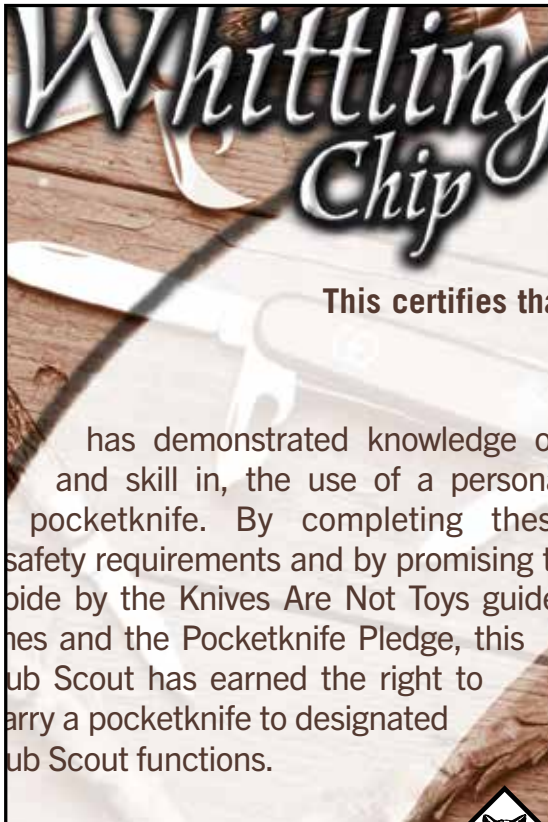 Whittling
Chip
This certifies tha
has demonstrated knowledge o
and skill in, the use of a persona
pocketknife. By completing thes
safety requirements and by promising t
bide by the Knives Are Not Toys guide
nes and the Pocketknife Pledge, this
ub Scout has earned the right to
arry a pocketknife to designated
ub Scout functions.